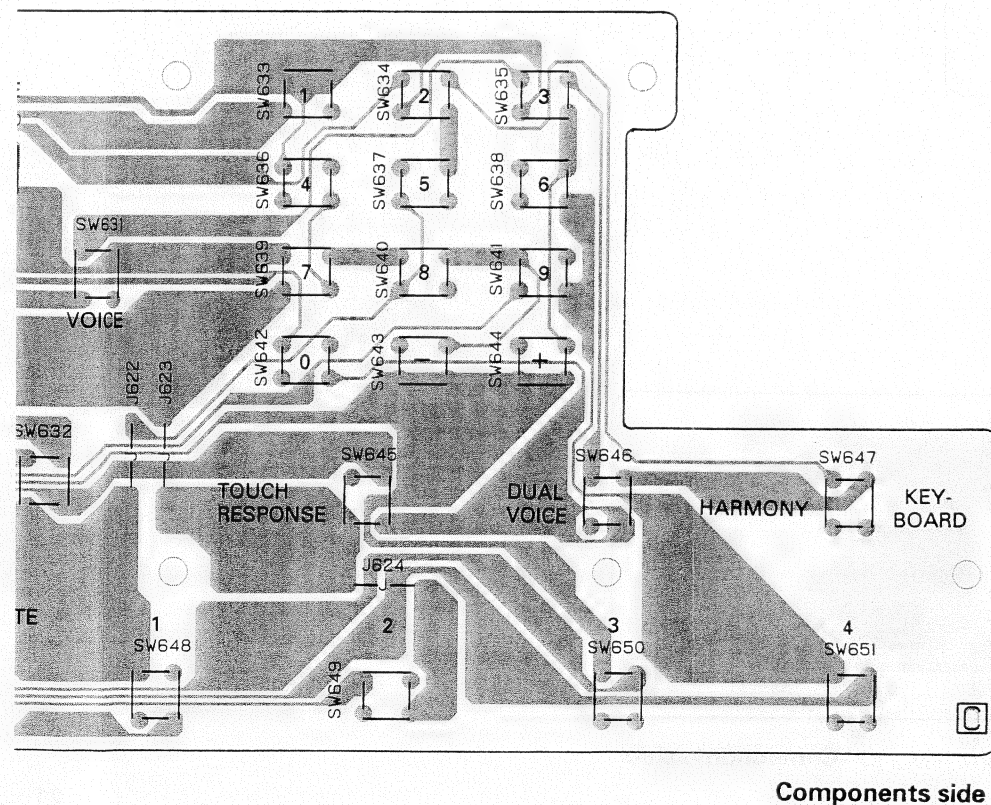 SW633
1
SW634
2
SW635
3
SW636
4
SW637
5
SW638
6
SW631
VOICE
SW639
7
SW640
8
SW641
9
SW642
0
SW643
-
SW644
+
J622
J623
SW632
SW645
TOUCH
RESPONSE
SW646
DUAL
VOICE
HARMONY
SW647
KEY-
BOARD
J624
TE
1
SW648
2
SW649
3
SW650
4
SW651
C
Components side